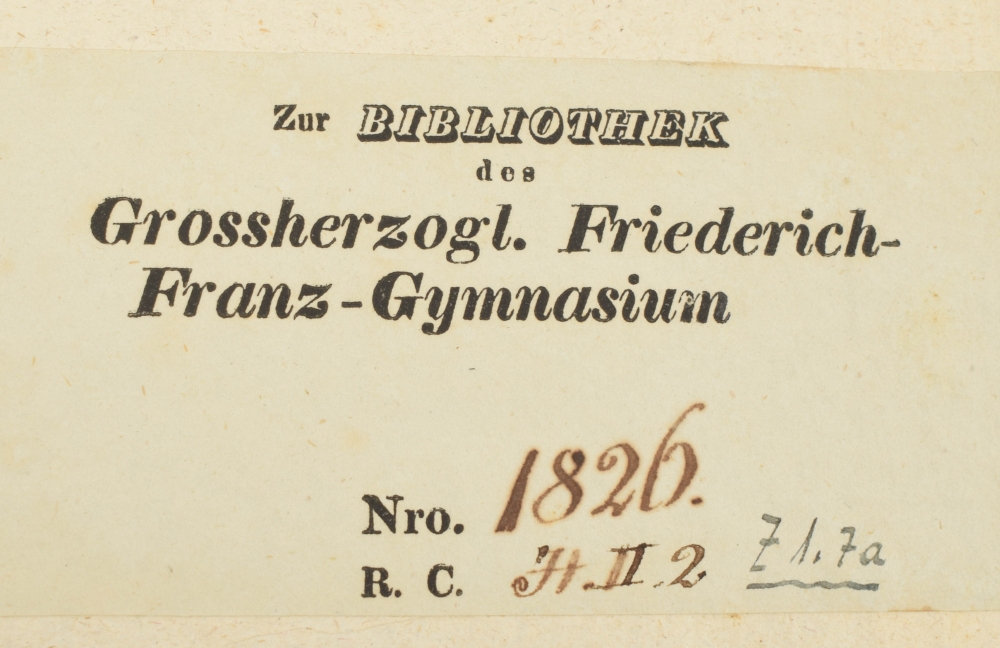 Zur BIBLIOTHEK
des
Grossherzogl. Friederich-
Franz-Gymnasium
Nro. 1826.
R. C. H. II. 2 Z 1. 7a